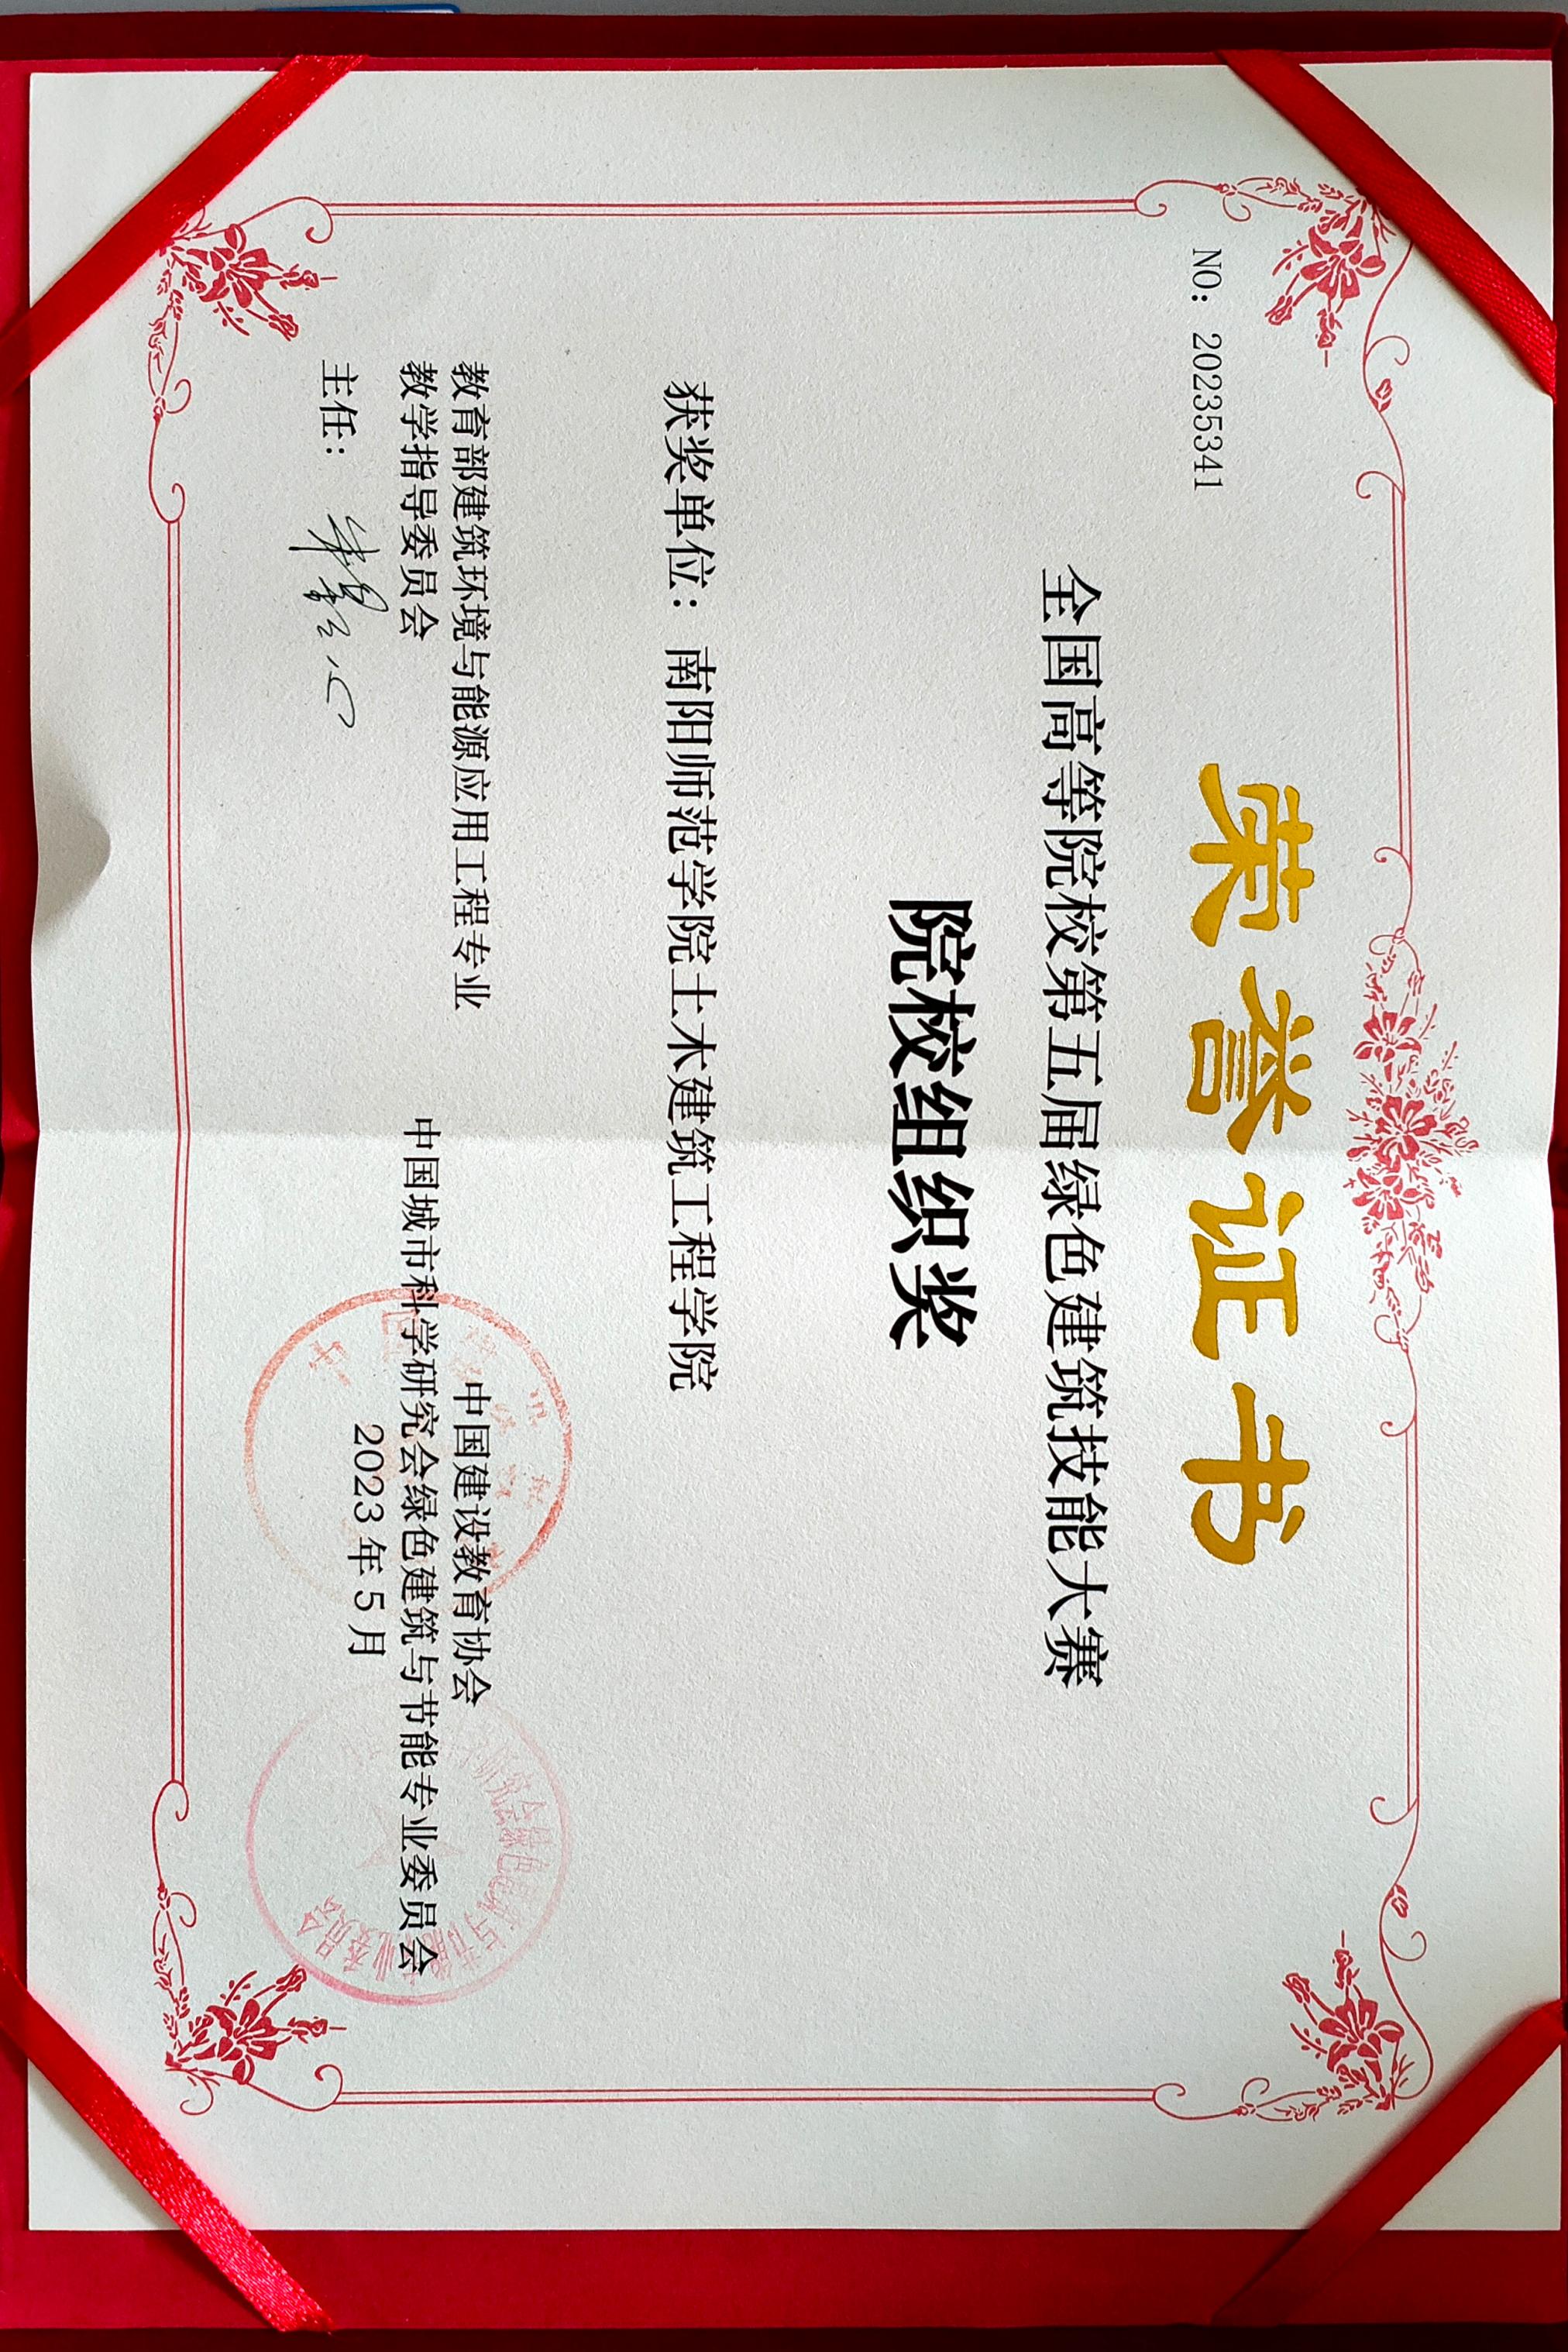 荣誉证书
NO：20235341
全国高等院校第五届绿色建筑技能大赛
院校组织奖
获奖单位：南阳师范学院土木建筑工程学院
教育部建筑环境与能源应用工程专业
教学指导委员会
主任：
中国建设教育协会
中国城市科学研究会绿色建筑与节能专业委员会
2023年5月